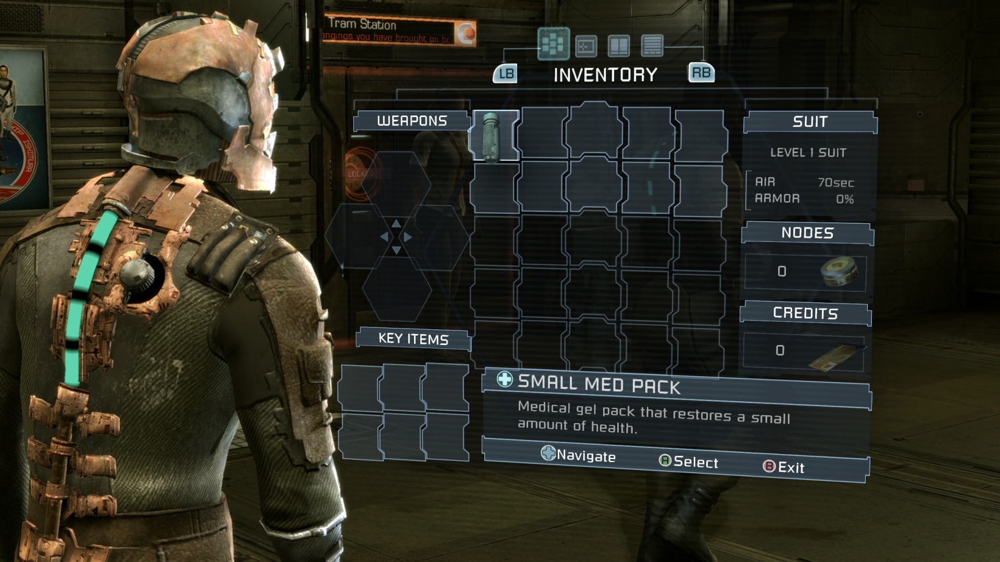 Tram Station
ongings you have brought on bo
LB
INVENTORY
RB
WEAPONS
SUIT
LEVEL 1 SUIT
AIR 70sec
ARMOR 0%
LOCKED
NODES
0
CREDITS
0
KEY ITEMS
SMALL MED PACK
Medical gel pack that restores a small
amount of health.
Navigate
A Select
B Exit
ISHIMURA